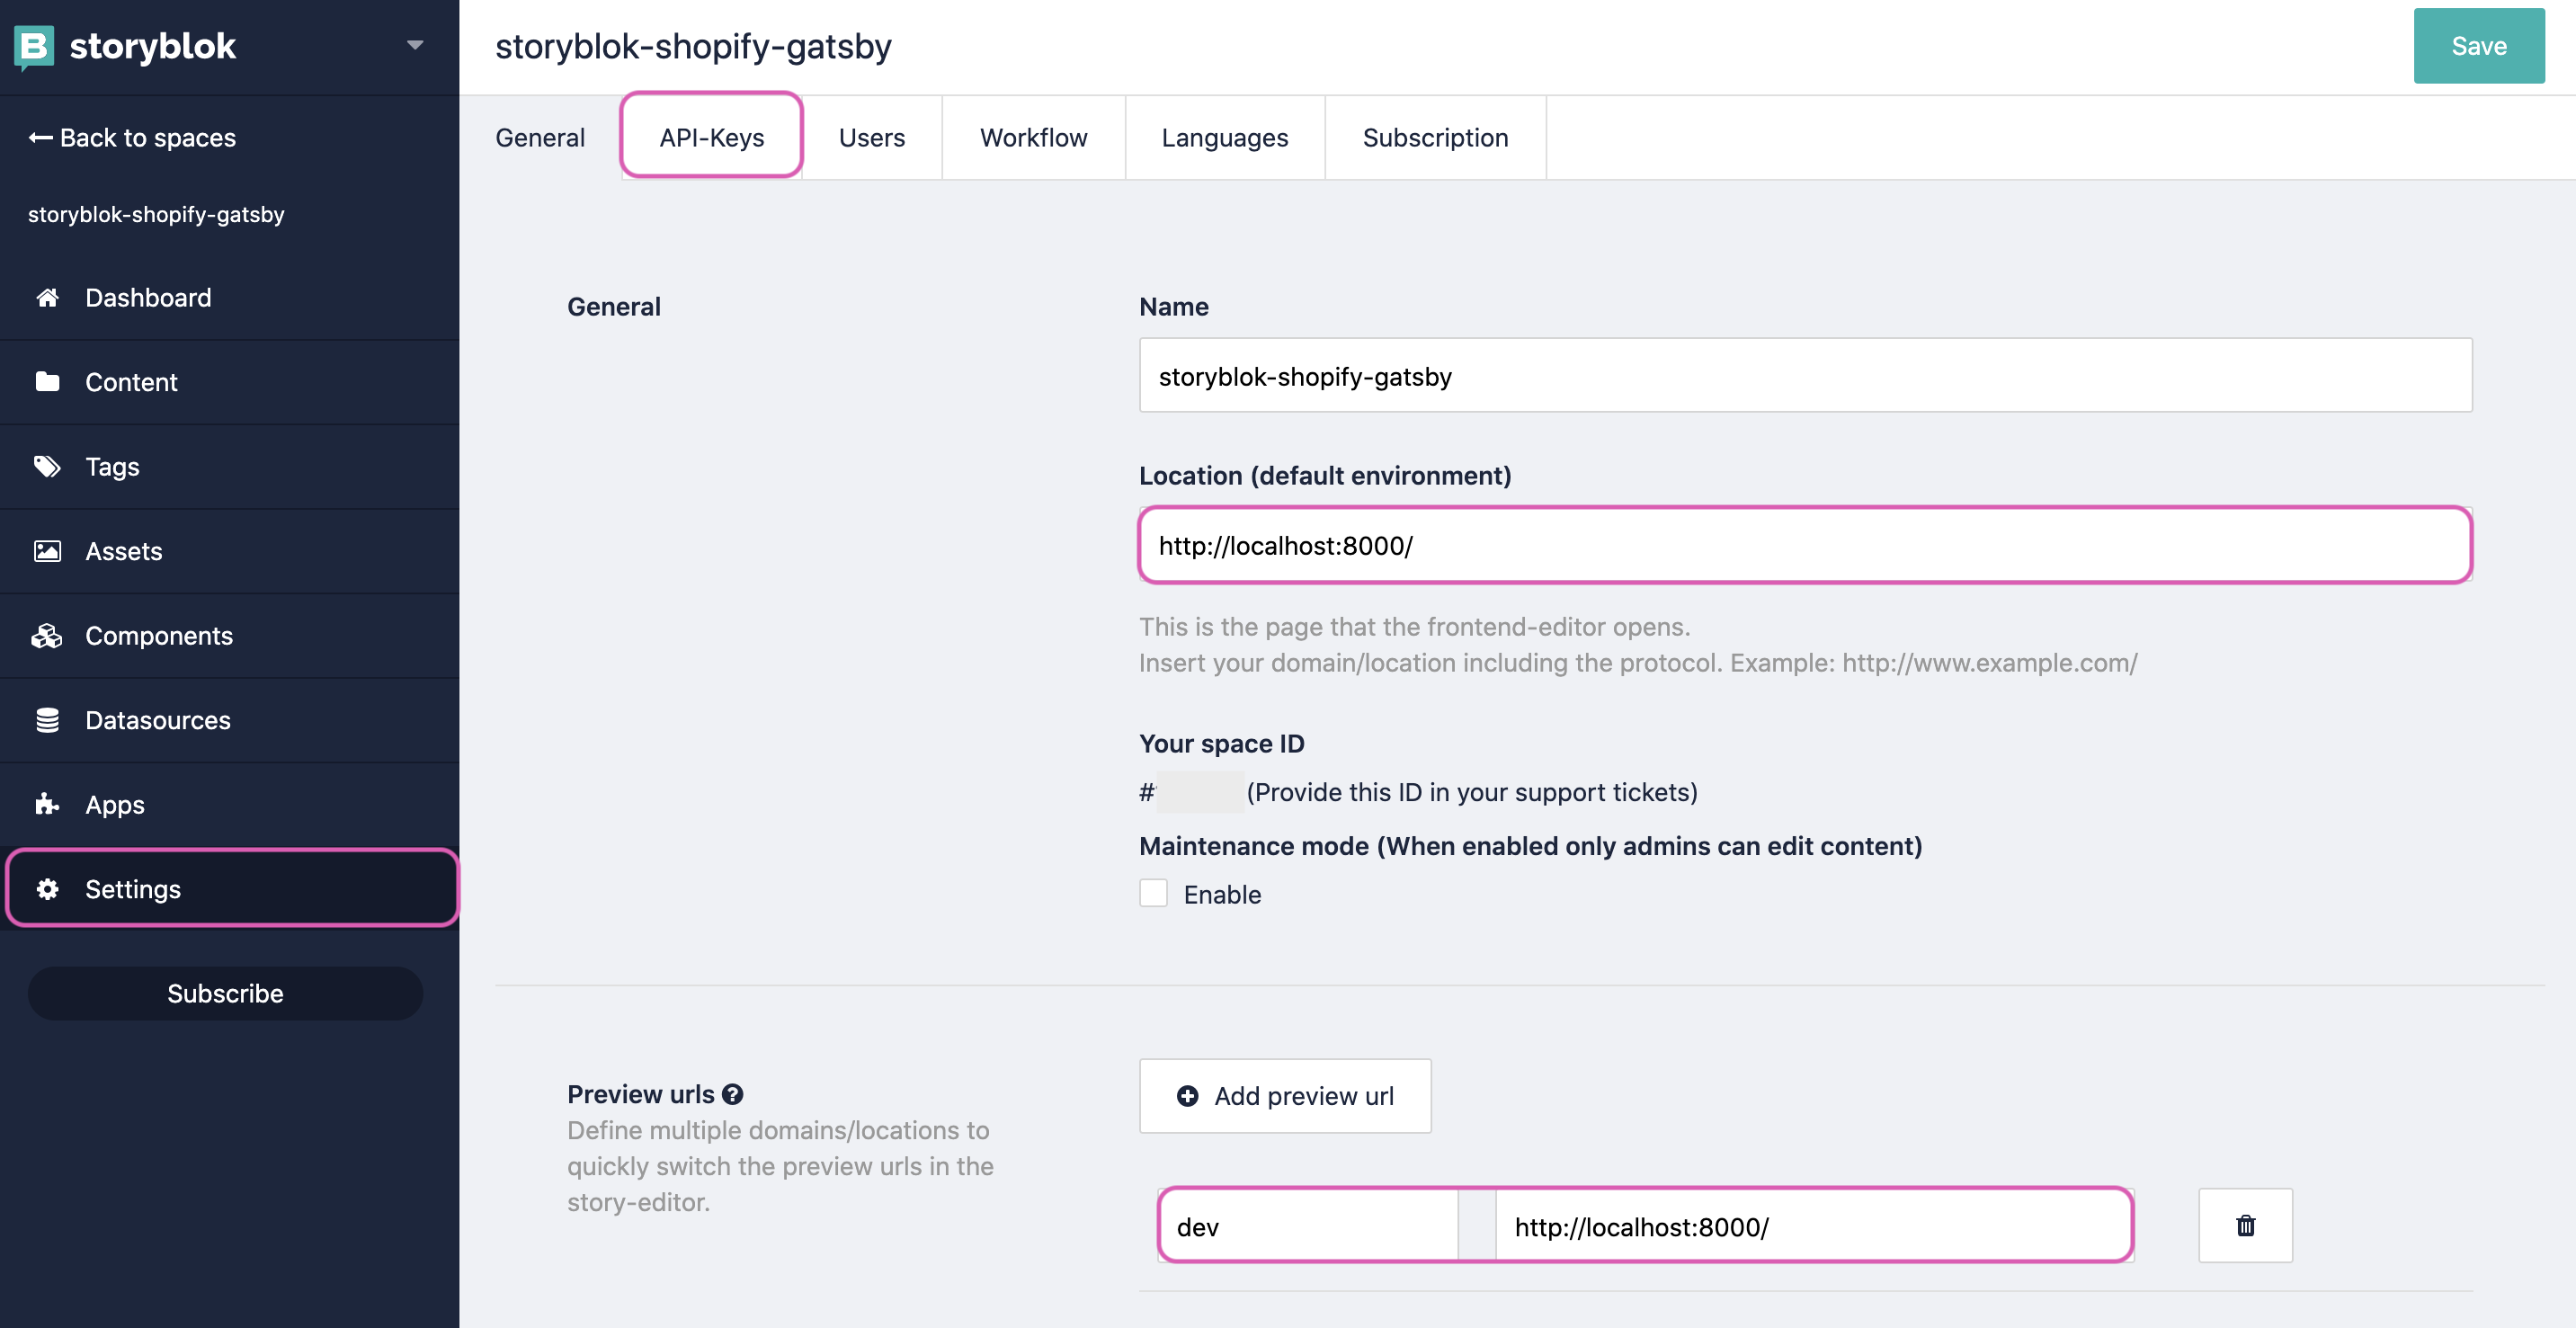 storyblok
Back to spaces
storyblok-shopify-gatsby
Dashboard
Content
Tags
Assets
Components
Datasources
Apps
Settings
Subscribe
storyblok-shopify-gatsby
Save
General
API-Keys
Users
Workflow
Languages
Subscription
General
Name
storyblok-shopify-gatsby
Location (default environment)
http://localhost:8000/
This is the page that the frontend-editor opens.
Insert your domain/location including the protocol. Example: http://www.example.com/
Your space ID
# (Provide this ID in your support tickets)
Maintenance mode (When enabled only admins can edit content)
Enable
Preview urls
Define multiple domains/locations to
quickly switch the preview urls in the
story-editor.
Add preview url
dev
http://localhost:8000/